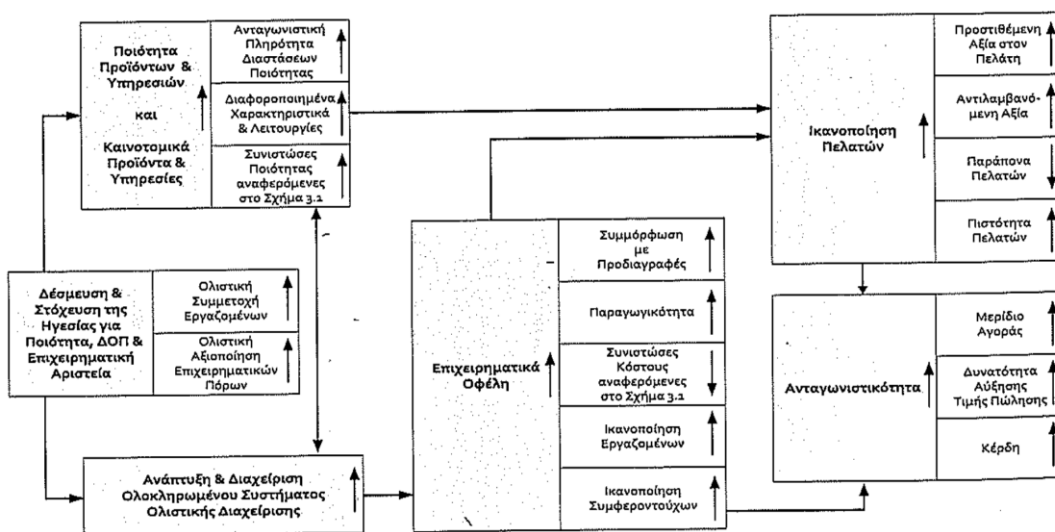 Ποιότητα
Προϊόντων &
Υπηρεσιών
και
Καινοτομικά
Προϊόντα &
Υπηρεσίες
Ανταγωνιστική
Πληρότητα
Διαστάσεων
Ποιότητας
Διαφοροποιημένα
Χαρακτηριστικά
& Λειτουργίες
Συνιστώσες
Ποιότητας
αναφερόμενες
στο Σχήμα 3.1
Ικανοποίηση
Πελατών
Προστιθέμενη
Αξία στον
Πελάτη
Αντιλαμβανό-
μενη Αξία
Παράπονα
Πελατών
Πιστότητα
Πελατών
Δέσμευση &
Στόχευση της
Ηγεσίας για
Ποιότητα, ΔΟΠ &
Επιχειρηματική
Αριστεία
Ολιστική
Συμμετοχή
Εργαζομένων
Ολιστική
Αξιοποίηση
Επιχειρηματικών
Πόρων
Επιχειρηματικά
Οφέλη
Συμμόρφωση
με
Προδιαγραφές
Παραγωγικότητα
Συνιστώσες
Κόστους
αναφερόμενες
στο Σχήμα 3.1
Ικανοποίηση
Εργαζομένων
Ικανοποίηση
Συμφεροντούχων
Ανταγωνιστικότητα
Μερίδιο
Αγοράς
Δυνατότητα
Αύξησης
Τιμής Πώλησης
Κέρδη
Ανάπτυξη & Διαχείριση
Ολοκληρωμένου Συστήματος
Ολιστικής Διαχείρισης